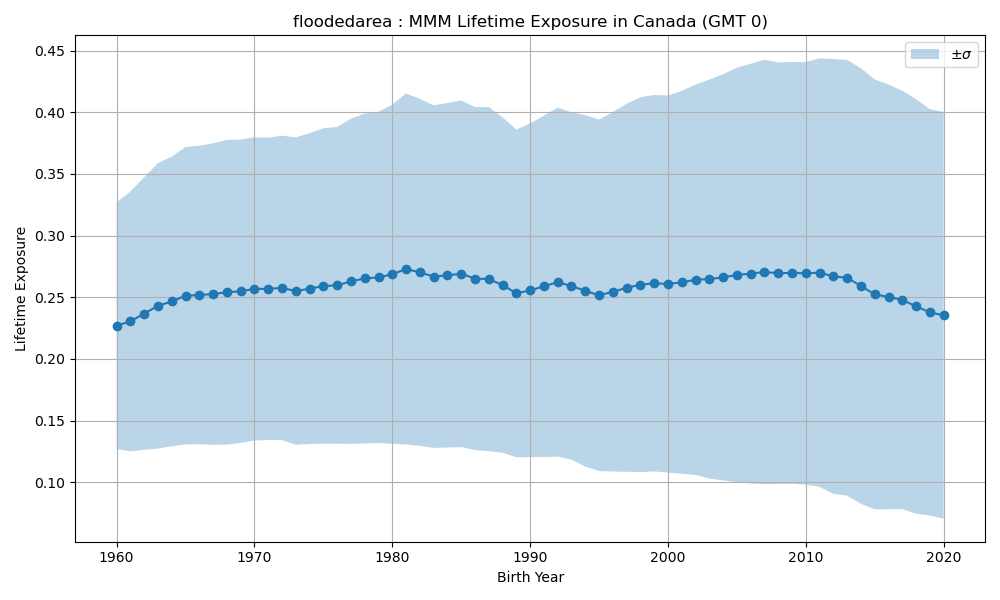 floodedarea : MMM Lifetime Exposure in Canada (GMT 0)
±σ
Lifetime Exposure
0.45
0.40
0.35
0.30
0.25
0.20
0.15
0.10
1960 1970 1980 1990 2000 2010 2020
Birth Year